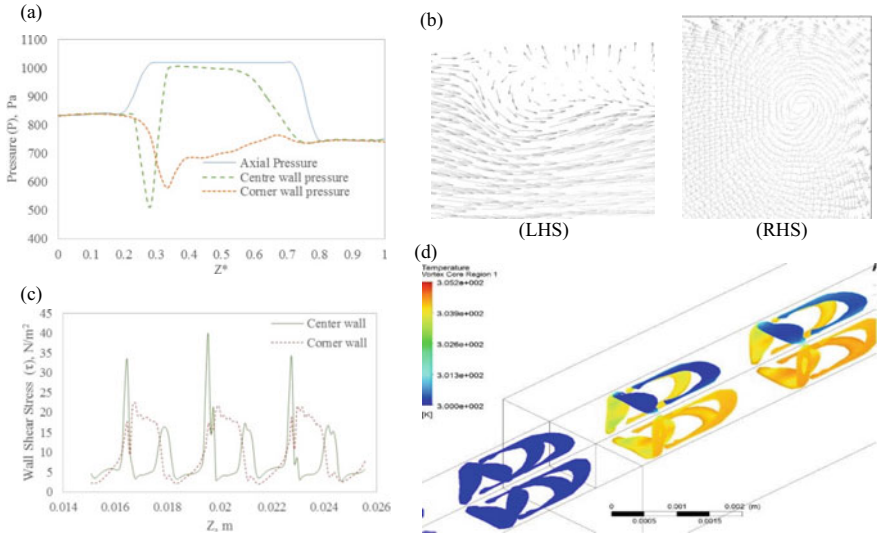 (a)
1100
1000
900
800
700
600
500
400
Pressure (P), Pa
Axial Pressure
Centre wall pressure
Corner wall pressure
0 0.1 0.2 0.3 0.4 0.5 0.6 0.7 0.8 0.9 1
Z*
(b)
(LHS)
(RHS)
(c)
45
40
35
30
25
20
15
10
5
0
Wall Shear Stress (τ), N/m²
Center wall
Corner wall
0.014 0.016 0.018 0.02 0.022 0.024 0.026
Z, m
(d)
Temperature
Vortex Core Region 1
3.052e+002
3.039e+002
3.026e+002
3.013e+002
3.000e+002
[K]
0 0.001 0.002 (m)
0.0005 0.0015